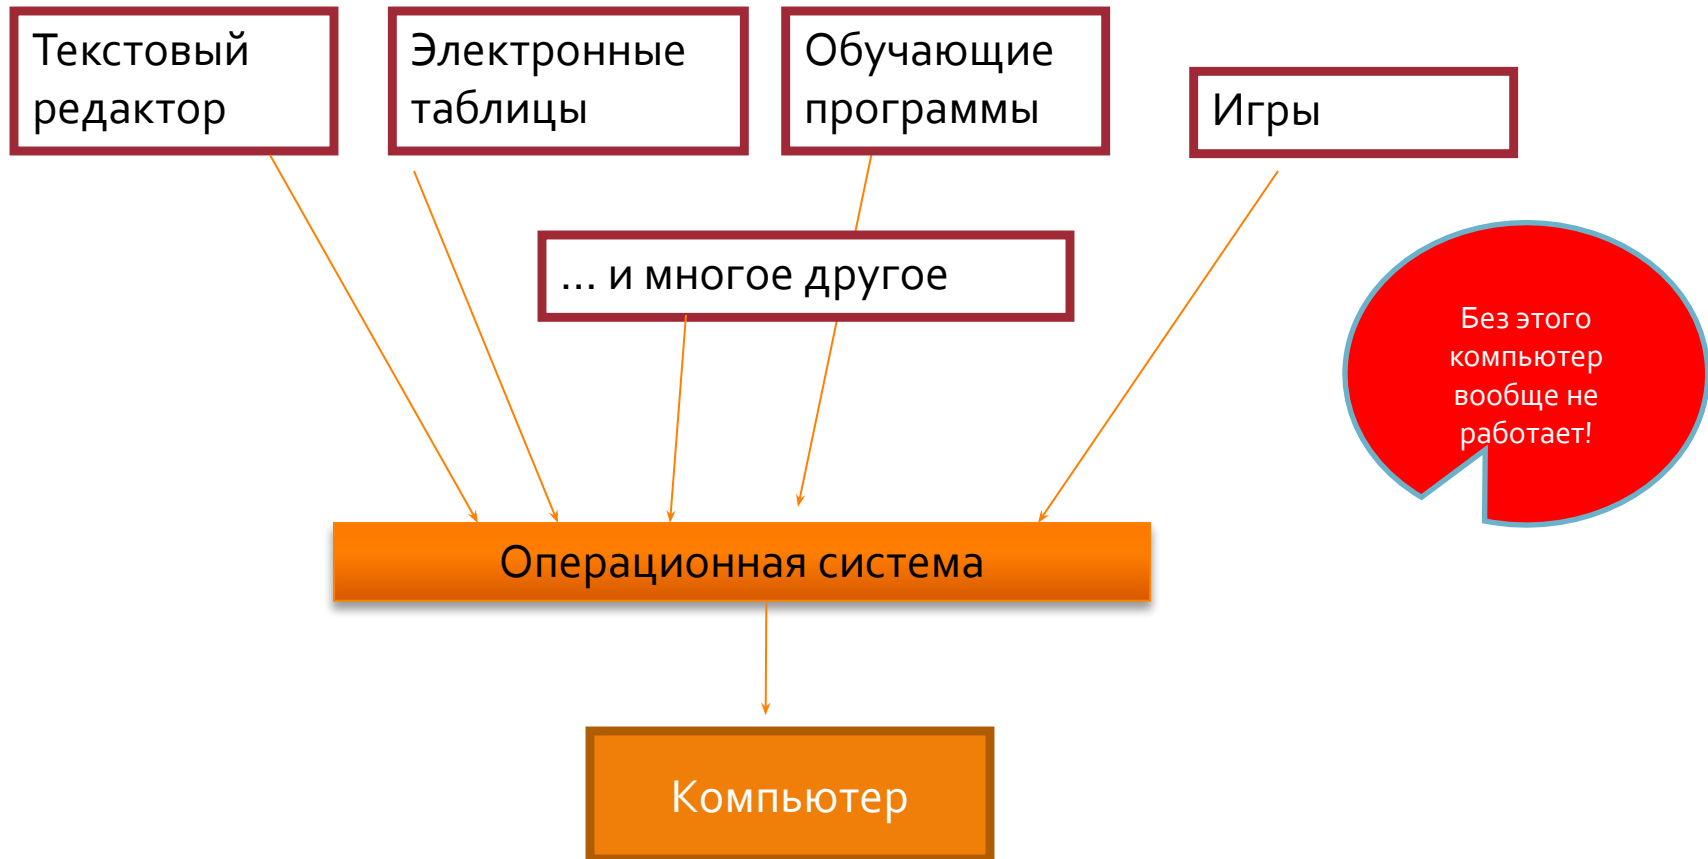 Текстовый
редактор
Электронные
таблицы
Обучающие
программы
Игры
... и многое другое
Без этого
компьютер
вообще не
работает!
Операционная система
Компьютер